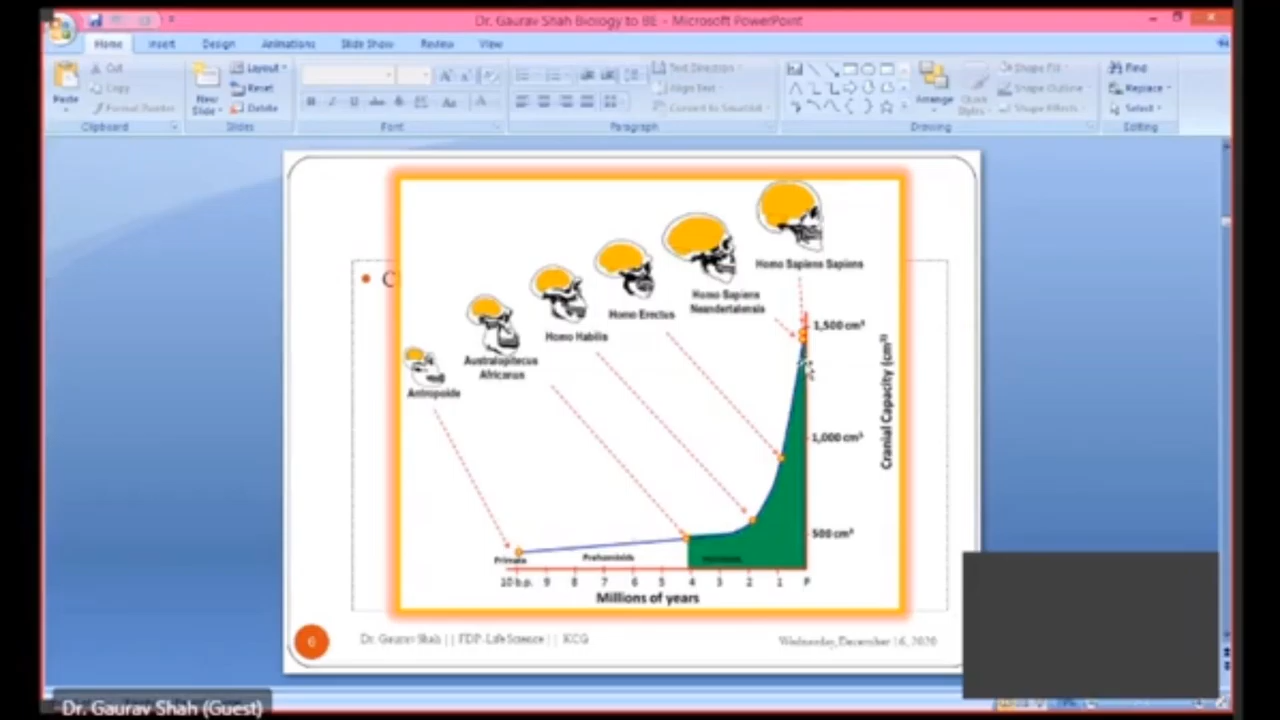 Dr. Gaurav Shah Biology to BE - Microsoft PowerPoint
Home Insert Design Animations Slide Show Review View
Cut
Copy
Format Painter
Paste
Clipboard
New Slide
Layout
Reset
Delete
Slides
Font
Text Direction
Align Text
Convert to SmartArt
Paragraph
Arrange
Quick Styles
Shape Fill
Shape Outline
Shape Effects
Drawing
Find
Replace
Select
Editing
C
Homo Sapiens Sapiens
Homo Sapiens
Neandertalensis
Homo Erectus
Homo Habilis
Australopitecus
Africanus
Antropoide
1,500 cm³
1,000 cm³
500 cm³
Cranial Capacity (cm³)
Primate
Prehominids
10 b.p. 9 8 7 6 5 4 3 2 1 P
Millions of years
6
Dr. Gaurav Shah || FDP-Life Science || KCG
Wednesday, December 16, 2020
Dr. Gaurav Shah (Guest)